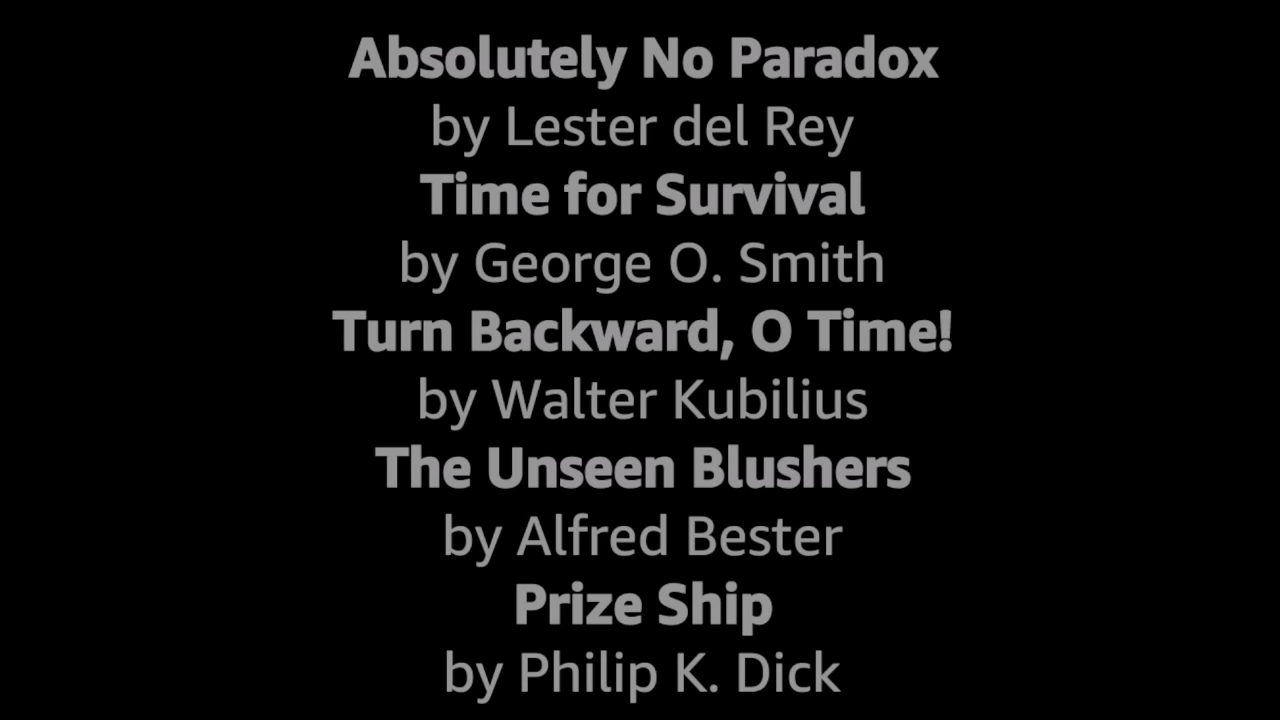 Absolutely No Paradox
by Lester del Rey
Time for Survival
by George O. Smith
Turn Backward, O Time!
by Walter Kubilius
The Unseen Blushers
by Alfred Bester
Prize Ship
by Philip K. Dick